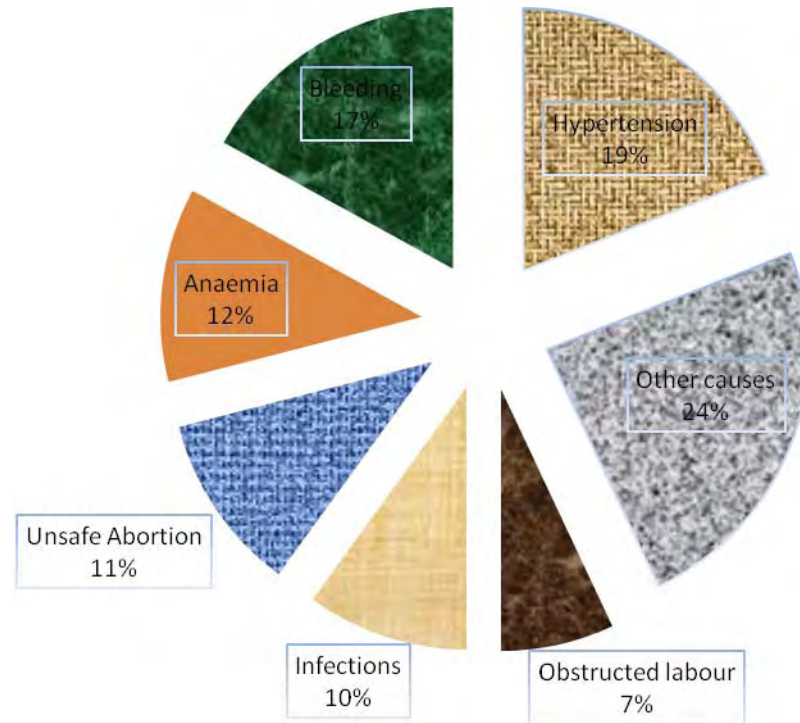 Bleeding
17%
Hypertension
19%
Anaemia
12%
Other causes
24%
Unsafe Abortion
11%
Infections
10%
Obstructed labour
7%